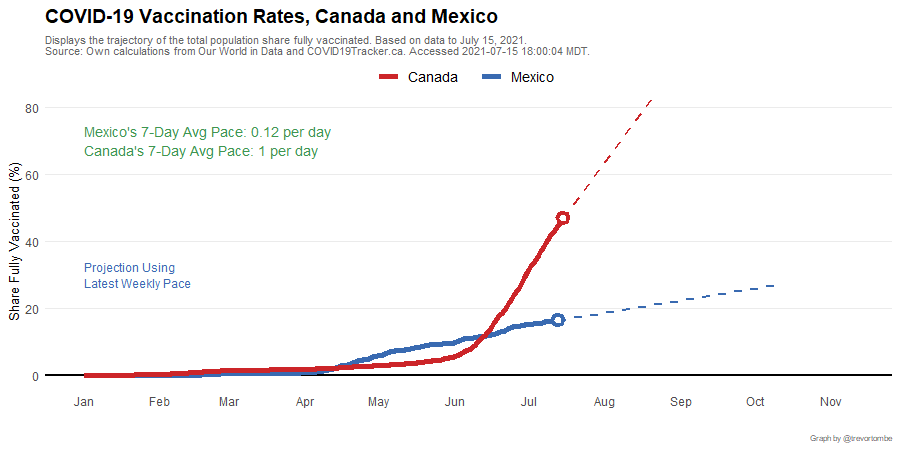 COVID-19 Vaccination Rates, Canada and Mexico
Displays the trajectory of the total population share fully vaccinated. Based on data to July 15, 2021.
Source: Own calculations from Our World in Data and COVID19Tracker.ca. Accessed 2021-07-15 18:00:04 MDT.
Canada Mexico
Mexico's 7-Day Avg Pace: 0.12 per day
Canada's 7-Day Avg Pace: 1 per day
Projection Using
Latest Weekly Pace
Share Fully Vaccinated (%)
80
60
40
20
0
Jan Feb Mar Apr May Jun Jul Aug Sep Oct Nov
Graph by @trevortombe